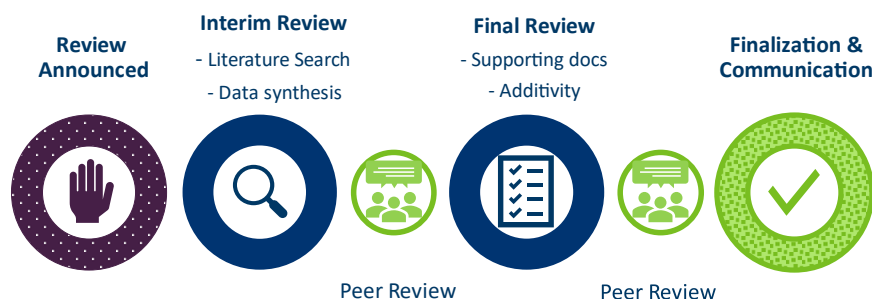 Review
Announced
Interim Review
- Literature Search
- Data synthesis
Final Review
- Supporting docs
- Additivity
Finalization &
Communication
Peer Review
Peer Review